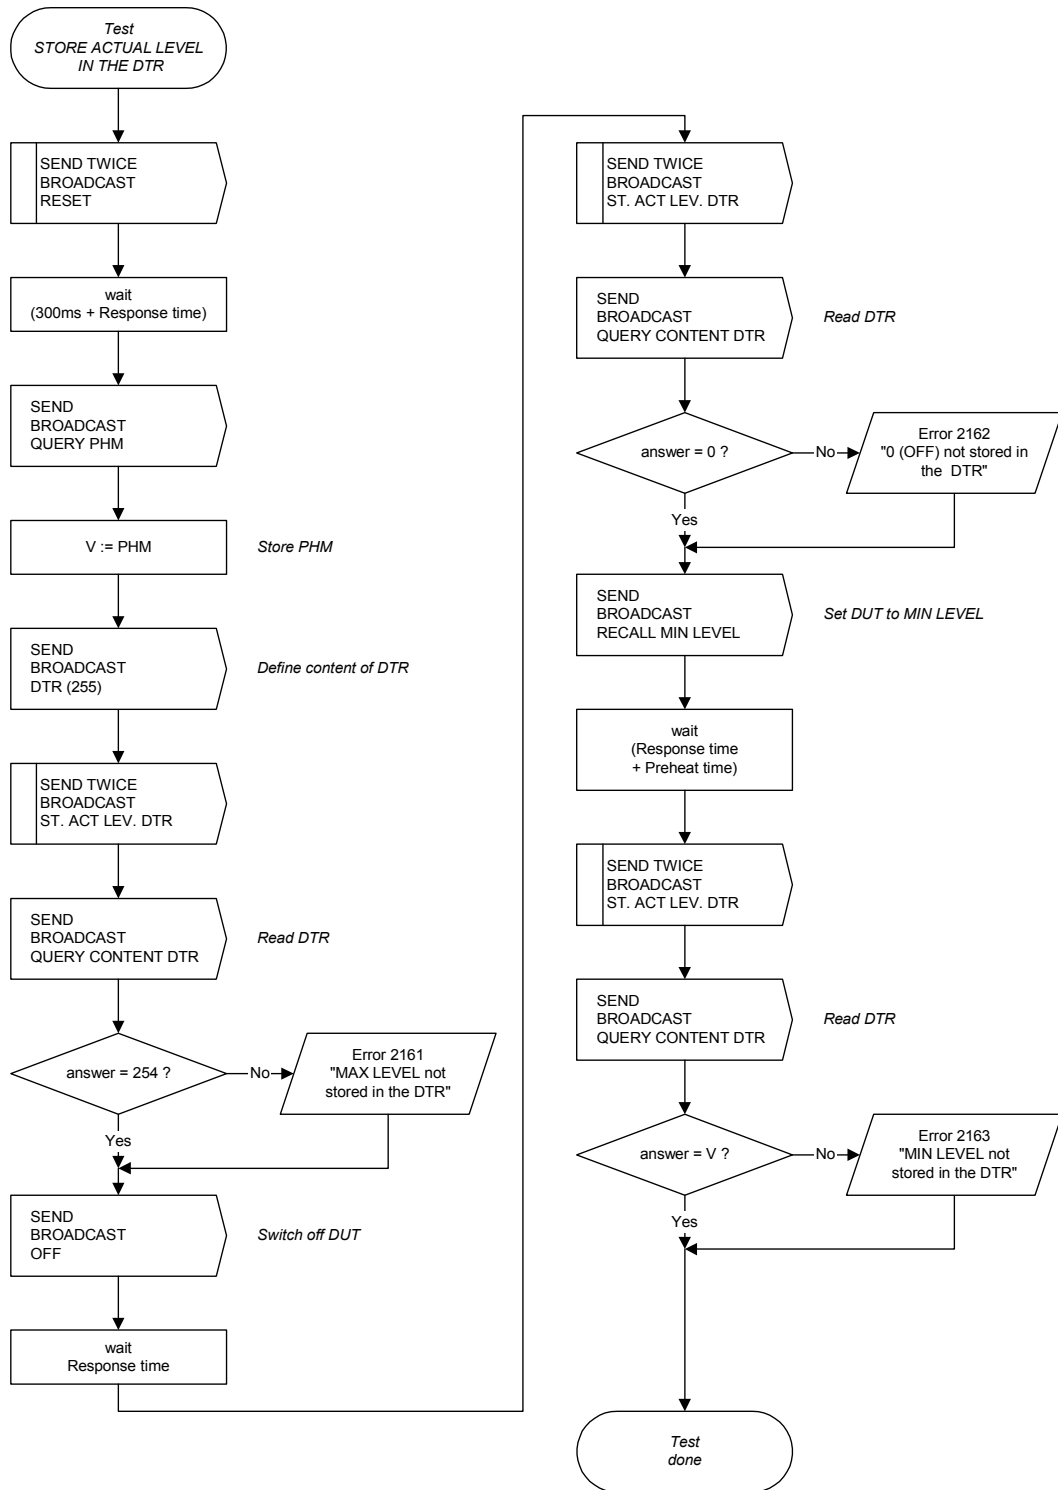 Test
STORE ACTUAL LEVEL
IN THE DTR
SEND TWICE
BROADCAST
RESET
wait
(300ms + Response time)
SEND
BROADCAST
QUERY PHM
V := PHM
Store PHM
SEND
BROADCAST
DTR (255)
Define content of DTR
SEND TWICE
BROADCAST
ST. ACT LEV. DTR
SEND
BROADCAST
QUERY CONTENT DTR
Read DTR
answer = 254 ?
No
Error 2161
"MAX LEVEL not
stored in the DTR"
Yes
SEND
BROADCAST
OFF
Switch off DUT
wait
Response time
SEND TWICE
BROADCAST
ST. ACT LEV. DTR
SEND
BROADCAST
QUERY CONTENT DTR
Read DTR
answer = 0 ?
No
Error 2162
"0 (OFF) not stored in
the DTR"
Yes
SEND
BROADCAST
RECALL MIN LEVEL
Set DUT to MIN LEVEL
wait
(Response time
+ Preheat time)
SEND TWICE
BROADCAST
ST. ACT LEV. DTR
SEND
BROADCAST
QUERY CONTENT DTR
Read DTR
answer = V ?
No
Error 2163
"MIN LEVEL not
stored in the DTR"
Yes
Test
done